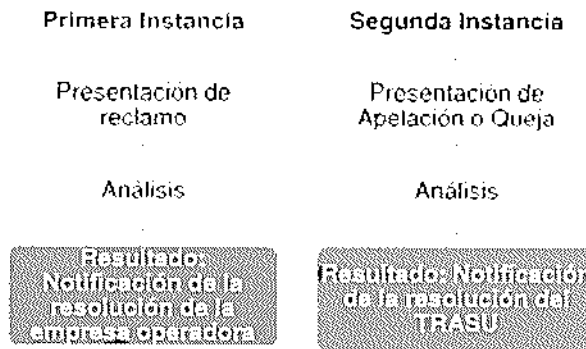 Primera Instancia
Presentación de
reclamo
Análisis
Resultado:
Notificación de la
resolución de la
empresa operadora
Segunda Instancia
Presentación de
Apelación o Queja
Análisis
Resultado: Notificación
de la resolución del
TRASU